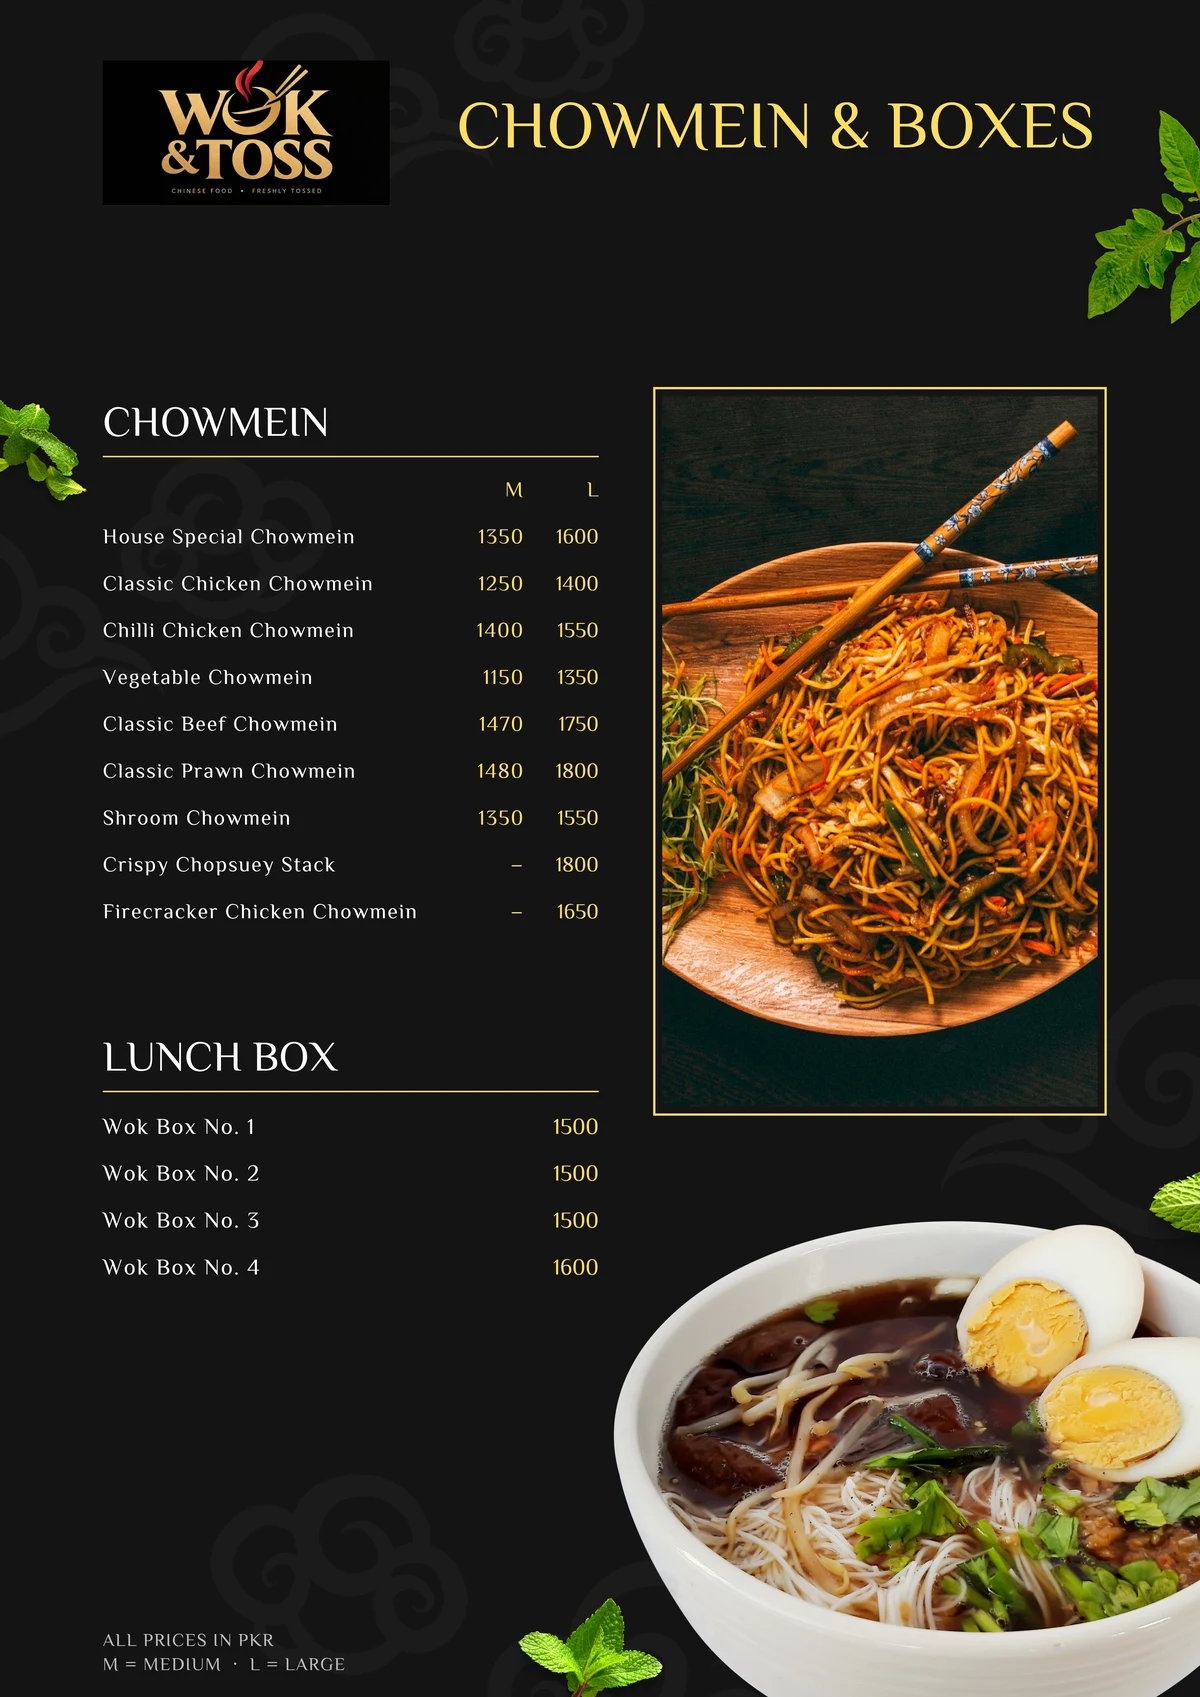 WOK
&TOSS
CHINESE FOOD • FRESHLY TOSSED
CHOWMEIN & BOXES
CHOWMEIN
M L
House Special Chowmein 1350 1600
Classic Chicken Chowmein 1250 1400
Chilli Chicken Chowmein 1400 1550
Vegetable Chowmein 1150 1350
Classic Beef Chowmein 1470 1750
Classic Prawn Chowmein 1480 1800
Shroom Chowmein 1350 1550
Crispy Chopsuey Stack – 1800
Firecracker Chicken Chowmein – 1650
LUNCH BOX
Wok Box No. 1 1500
Wok Box No. 2 1500
Wok Box No. 3 1500
Wok Box No. 4 1600
ALL PRICES IN PKR
M = MEDIUM · L = LARGE